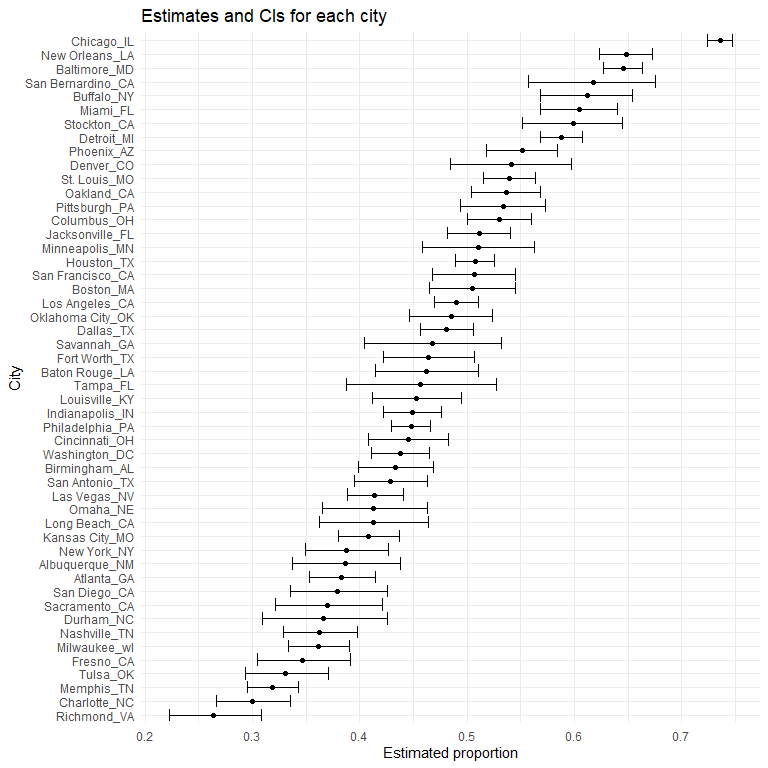 Estimates and CIs for each city
Chicago_IL
New Orleans_LA
Baltimore_MD
San Bernardino_CA
Buffalo_NY
Miami_FL
Stockton_CA
Detroit_MI
Phoenix_AZ
Denver_CO
St. Louis_MO
Oakland_CA
Pittsburgh_PA
Columbus_OH
Jacksonville_FL
Minneapolis_MN
Houston_TX
San Francisco_CA
Boston_MA
Los Angeles_CA
Oklahoma City_OK
Dallas_TX
Savannah_GA
Fort Worth_TX
Baton Rouge_LA
Tampa_FL
Louisville_KY
Indianapolis_IN
Philadelphia_PA
Cincinnati_OH
Washington_DC
Birmingham_AL
San Antonio_TX
Las Vegas_NV
Omaha_NE
Long Beach_CA
Kansas City_MO
New York_NY
Albuquerque_NM
Atlanta_GA
San Diego_CA
Sacramento_CA
Durham_NC
Nashville_TN
Milwaukee_wI
Fresno_CA
Tulsa_OK
Memphis_TN
Charlotte_NC
Richmond_VA
City
0.2 0.3 0.4 0.5 0.6 0.7
Estimated proportion